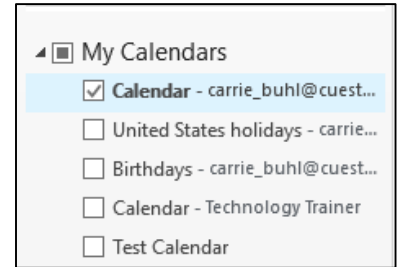 My Calendars
Calendar - carrie_buhl@cuest...
United States holidays - carrie...
Birthdays - carrie_buhl@cuest...
Calendar - Technology Trainer
Test Calendar